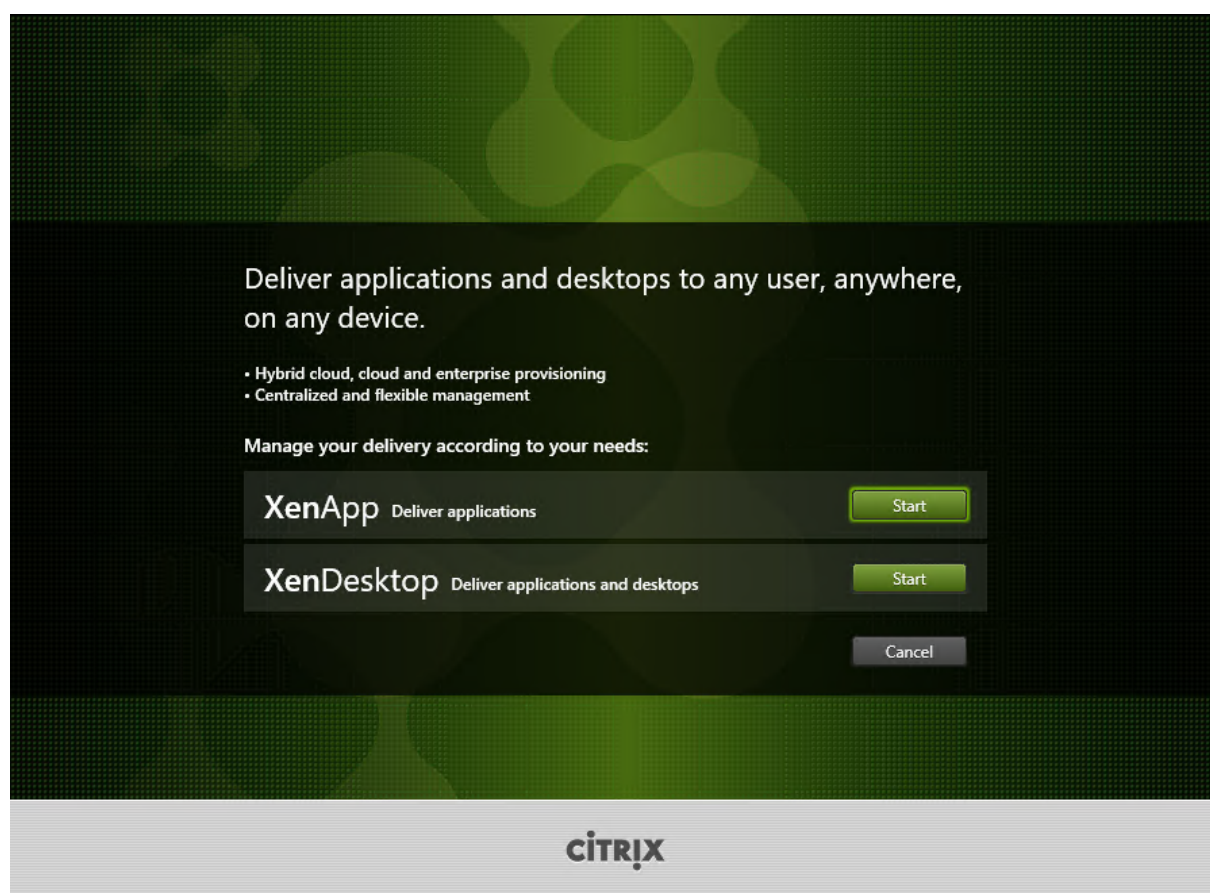 Deliver applications and desktops to any user, anywhere,
on any device.
• Hybrid cloud, cloud and enterprise provisioning
• Centralized and flexible management
Manage your delivery according to your needs:
XenApp Deliver applications Start
XenDesktop Deliver applications and desktops Start
Cancel
CİTRỊX